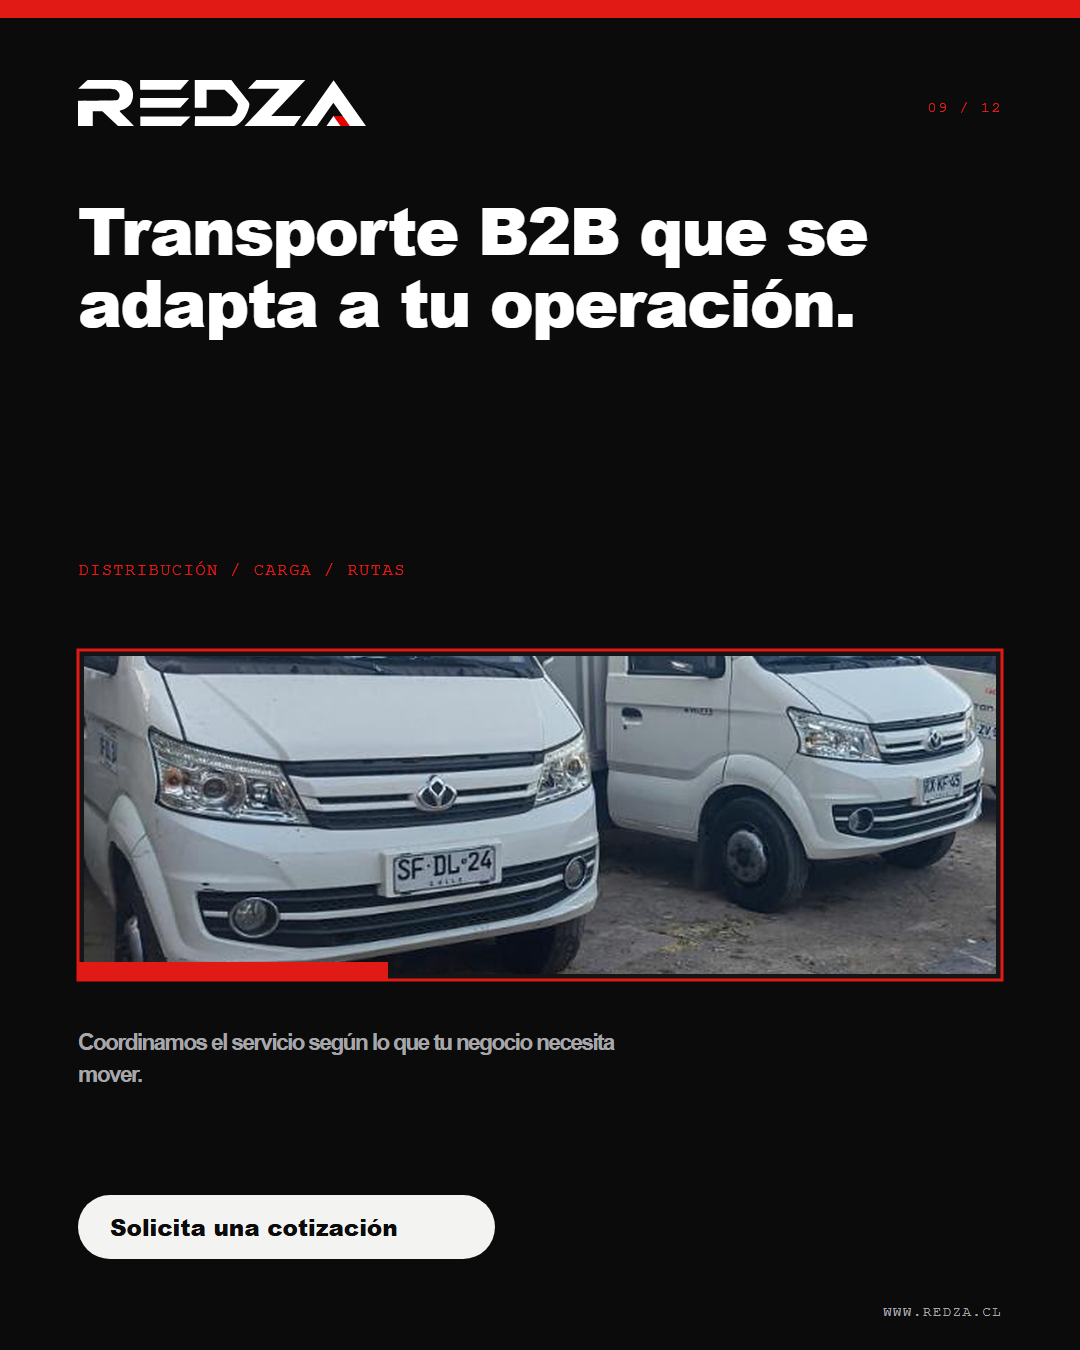 REDZA
09 / 12
Transporte B2B que se
adapta a tu operación.
DISTRIBUCIÓN / CARGA / RUTAS
SF·DL·24
CHILE
Coordinamos el servicio según lo que tu negocio necesita
mover.
Solicita una cotización
WWW.REDZA.CL